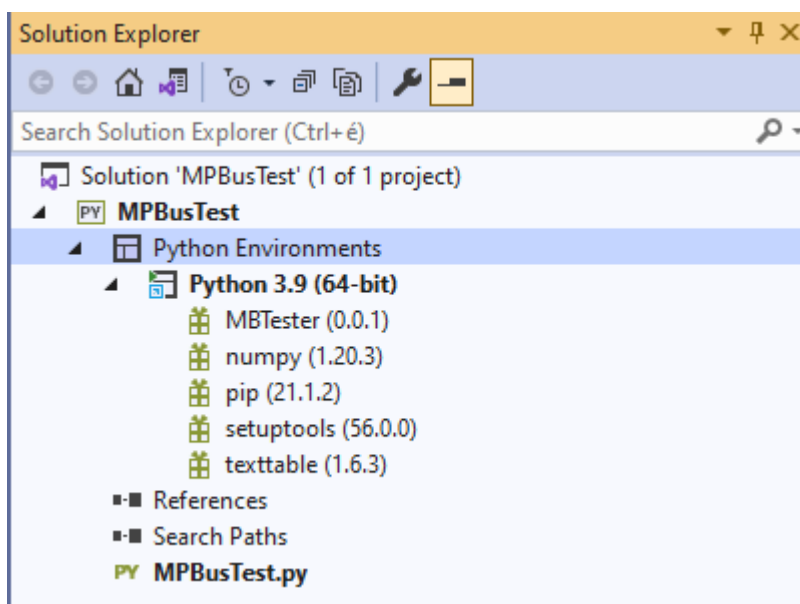 Solution Explorer
Search Solution Explorer (Ctrl+é)
Solution 'MPBusTest' (1 of 1 project)
PY MPBusTest
Python Environments
Python 3.9 (64-bit)
MBTester (0.0.1)
numpy (1.20.3)
pip (21.1.2)
setuptools (56.0.0)
texttable (1.6.3)
References
Search Paths
PY MPBusTest.py